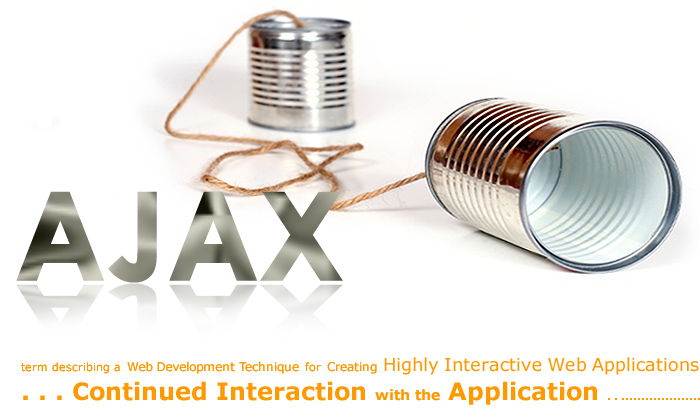 AJAX
term describing a Web Development Technique for Creating Highly Interactive Web Applications
. . . Continued Interaction with the Application . . ...................